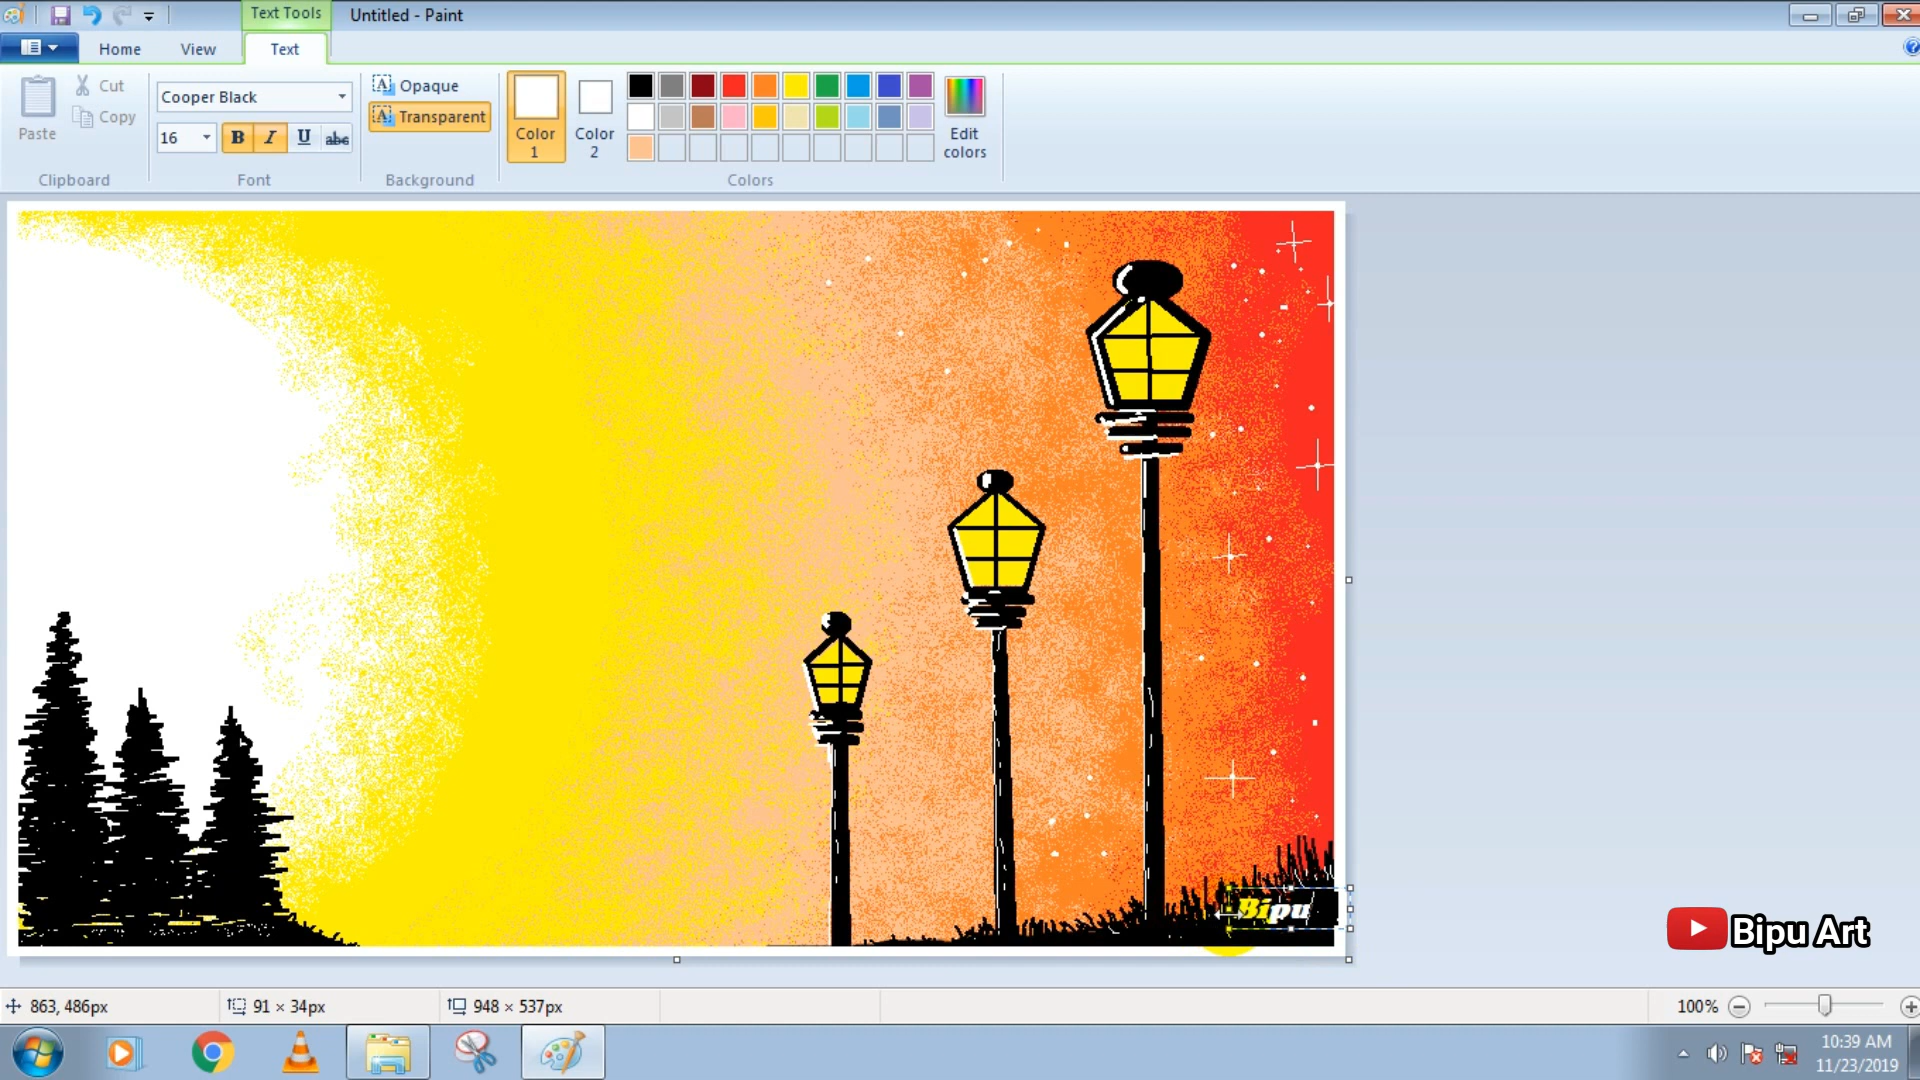 Text Tools
Untitled - Paint
Home
View
Text
Paste
Cut
Copy
Clipboard
Cooper Black
16
B I U abc
Font
Opaque
Transparent
Background
Color 1
Color 2
Edit colors
Colors
Bipu
Bipu Art
863, 486px
91 × 34px
948 × 537px
100%
10:39 AM
11/23/2019